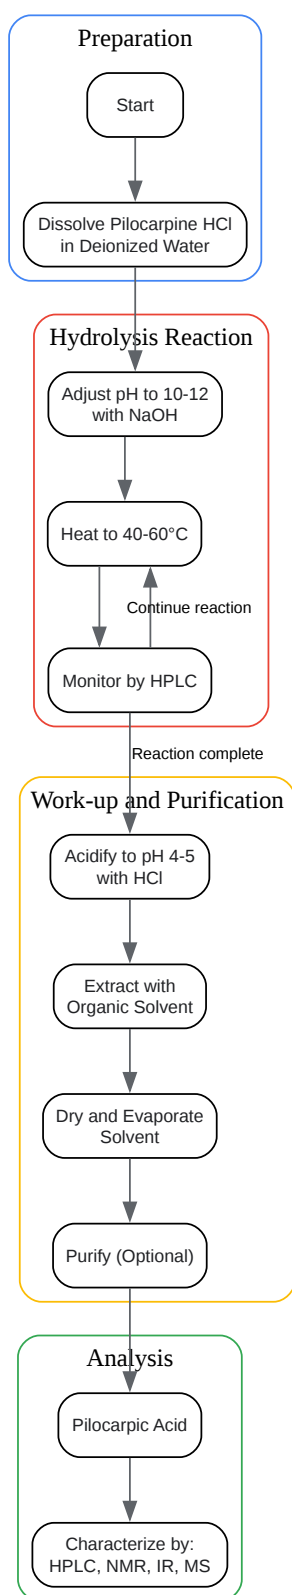 Preparation
Start
Dissolve Pilocarpine HCl
in Deionized Water
Hydrolysis Reaction
Adjust pH to 10-12
with NaOH
Heat to 40-60°C
Continue reaction
Monitor by HPLC
Reaction complete
Work-up and Purification
Acidify to pH 4-5
with HCl
Extract with
Organic Solvent
Dry and Evaporate
Solvent
Purify (Optional)
Analysis
Pilocarpic Acid
Characterize by:
HPLC, NMR, IR, MS